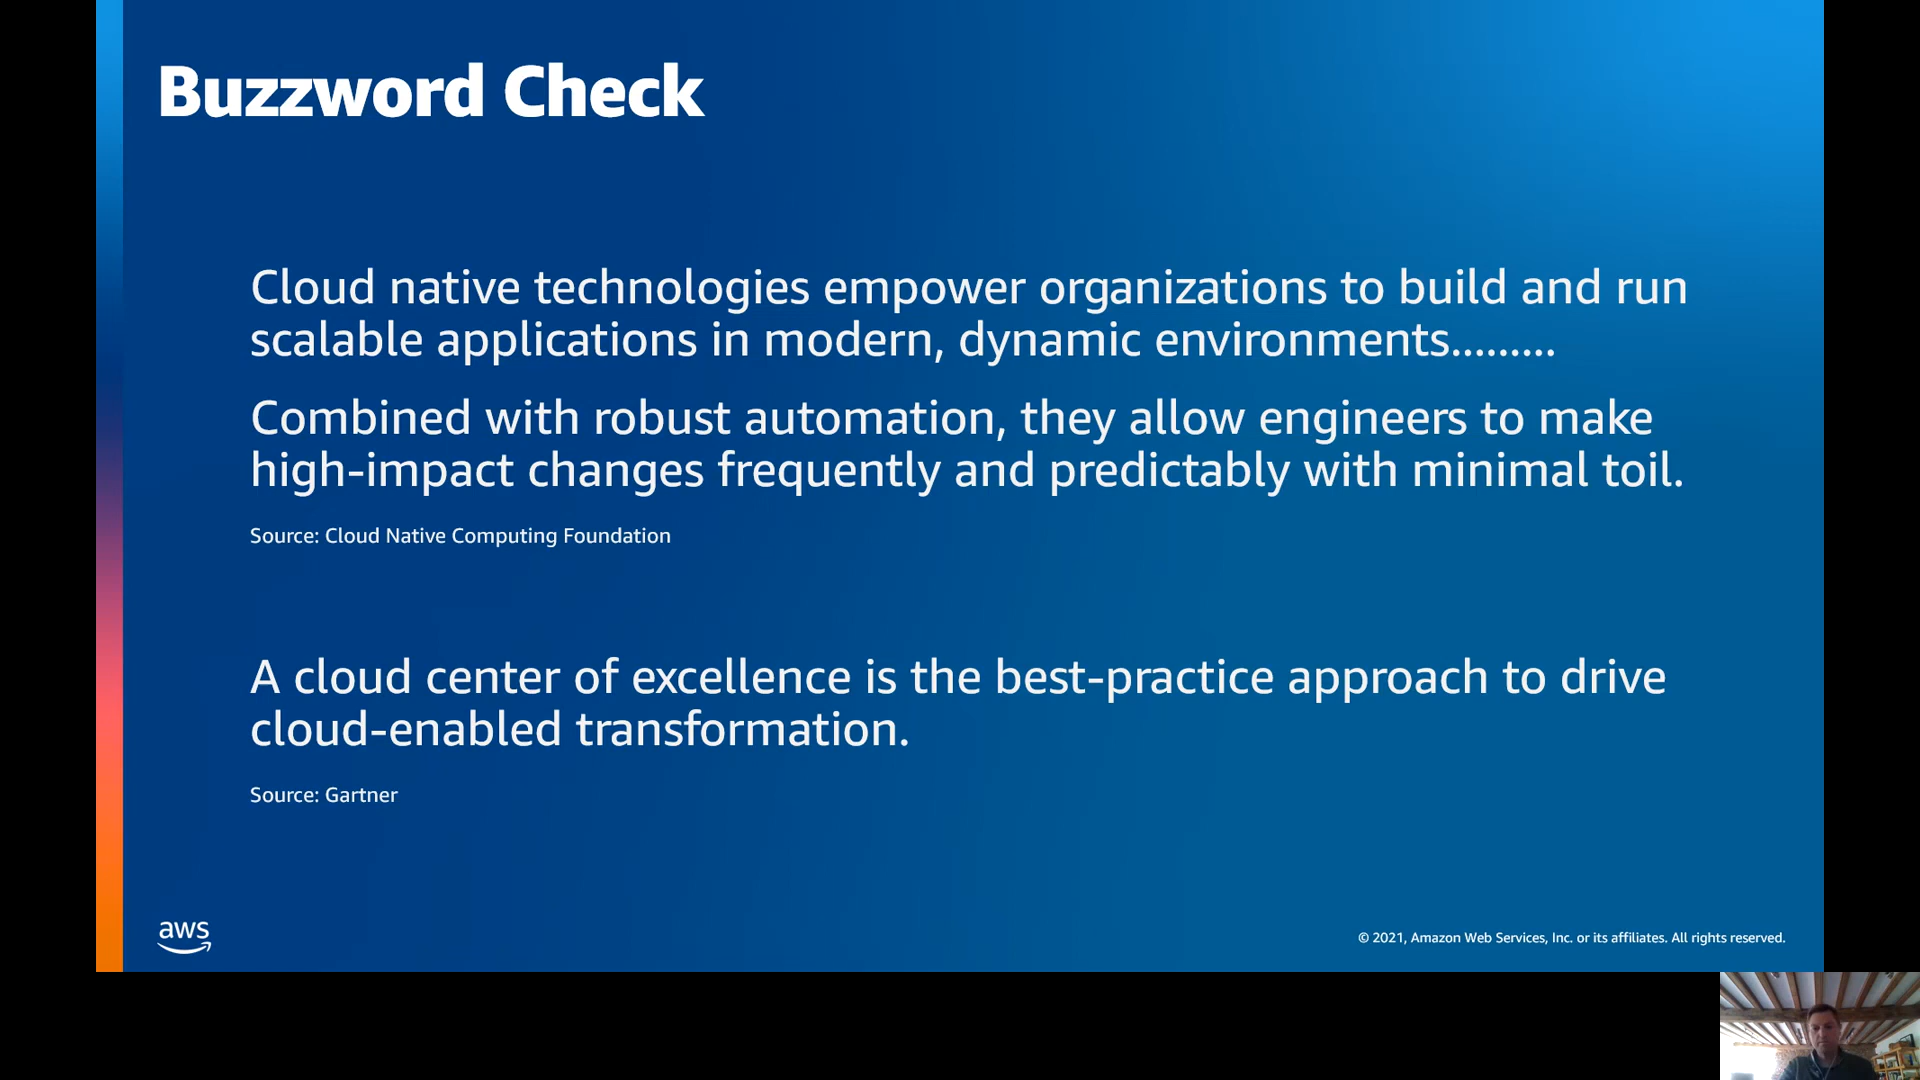 Buzzword Check
Cloud native technologies empower organizations to build and run
scalable applications in modern, dynamic environments.........
Combined with robust automation, they allow engineers to make
high-impact changes frequently and predictably with minimal toil.
Source: Cloud Native Computing Foundation
A cloud center of excellence is the best-practice approach to drive
cloud-enabled transformation.
Source: Gartner
aws
© 2021, Amazon Web Services, Inc. or its affiliates. All rights reserved.